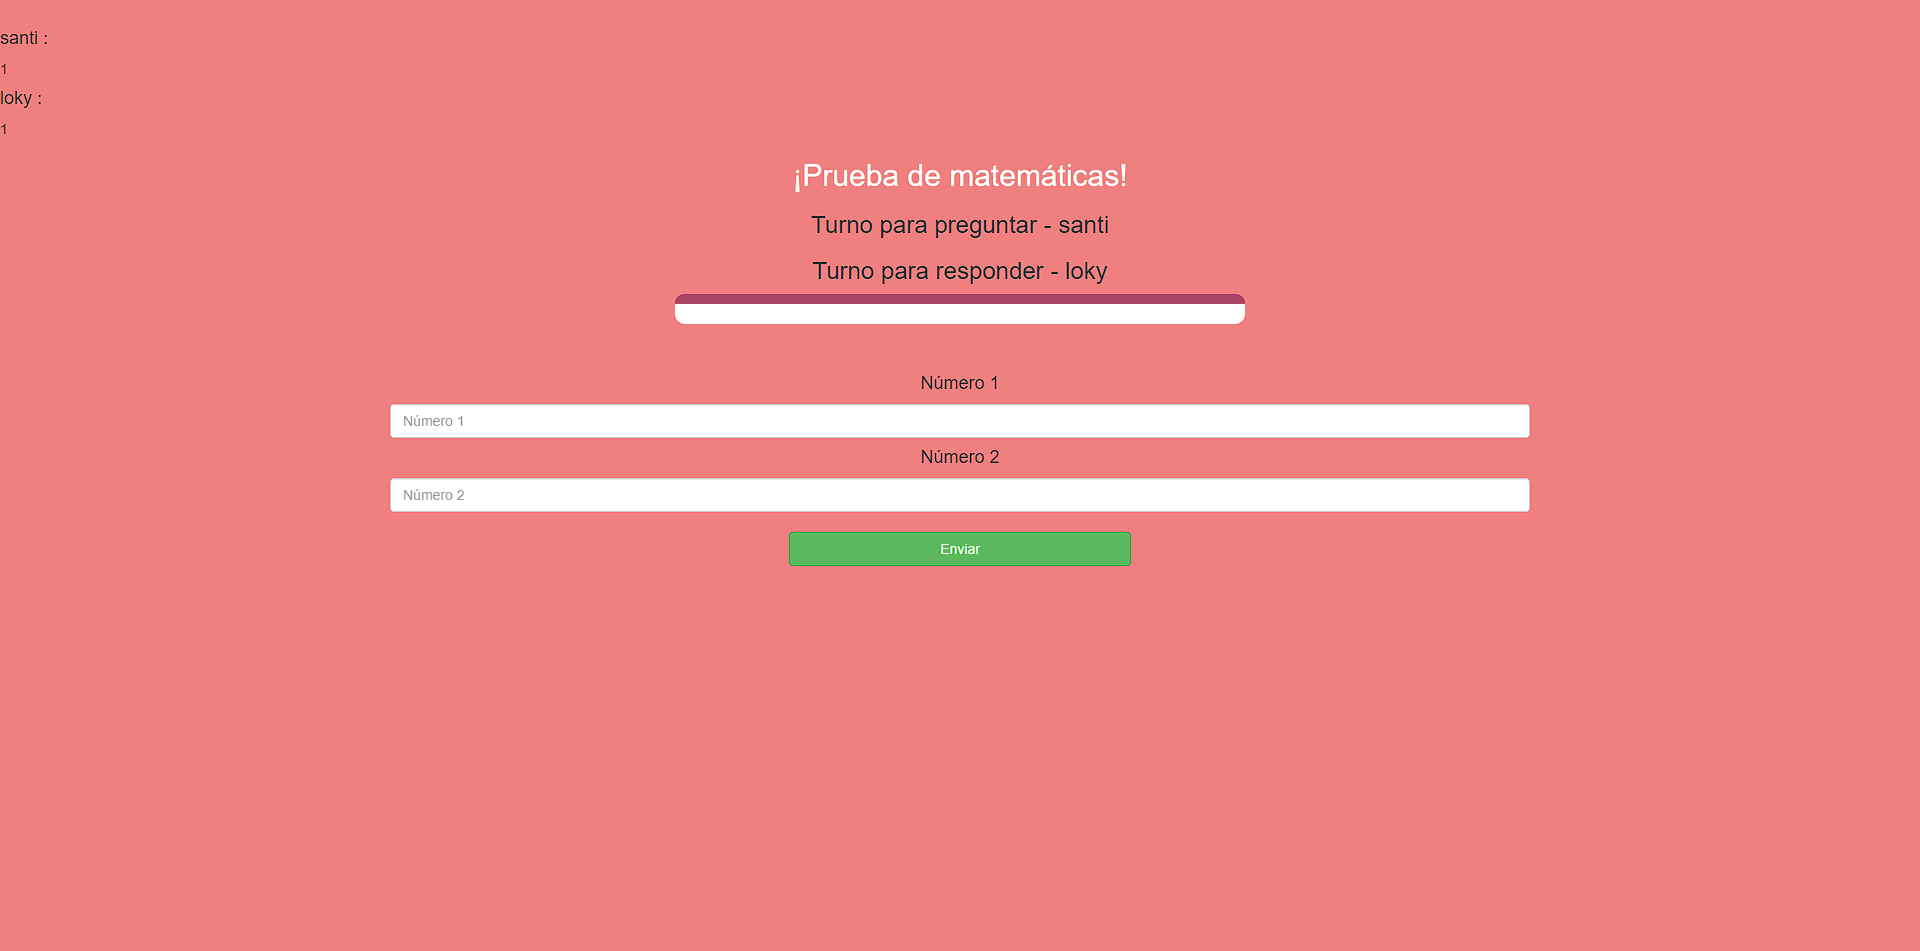 santi :
1
loky :
1
¡Prueba de matemáticas!
Turno para preguntar - santi
Turno para responder - loky
Número 1
Número 1
Número 2
Número 2
Enviar